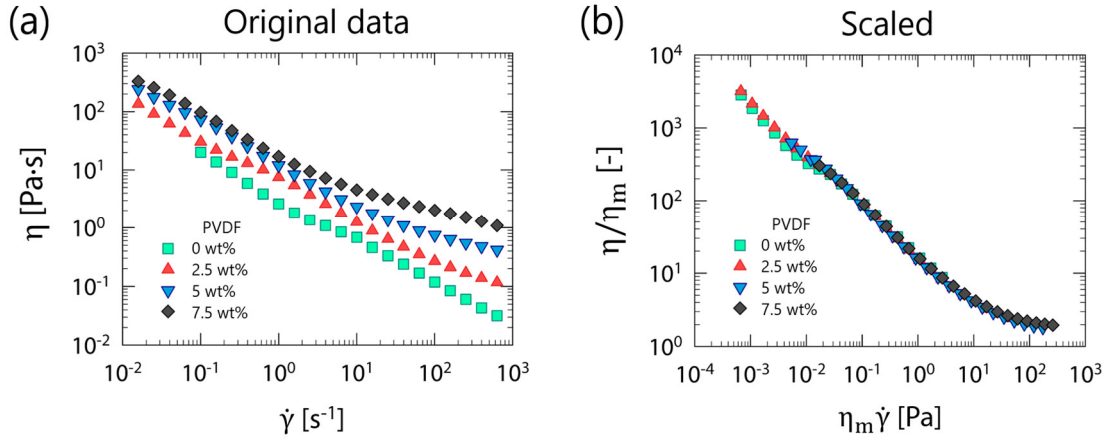 (a) Original data
10³
10²
10¹
10⁰
10⁻¹
10⁻²
η [Pa·s]
PVDF
0 wt%
2.5 wt%
5 wt%
7.5 wt%
10⁻² 10⁻¹ 10⁰ 10¹ 10² 10³
γ̇ [s⁻¹]
(b) Scaled
10⁴
10³
10²
10¹
10⁰
η/ηₘ [-]
PVDF
0 wt%
2.5 wt%
5 wt%
7.5 wt%
10⁻⁴ 10⁻³ 10⁻² 10⁻¹ 10⁰ 10¹ 10² 10³
ηₘ γ̇ [Pa]